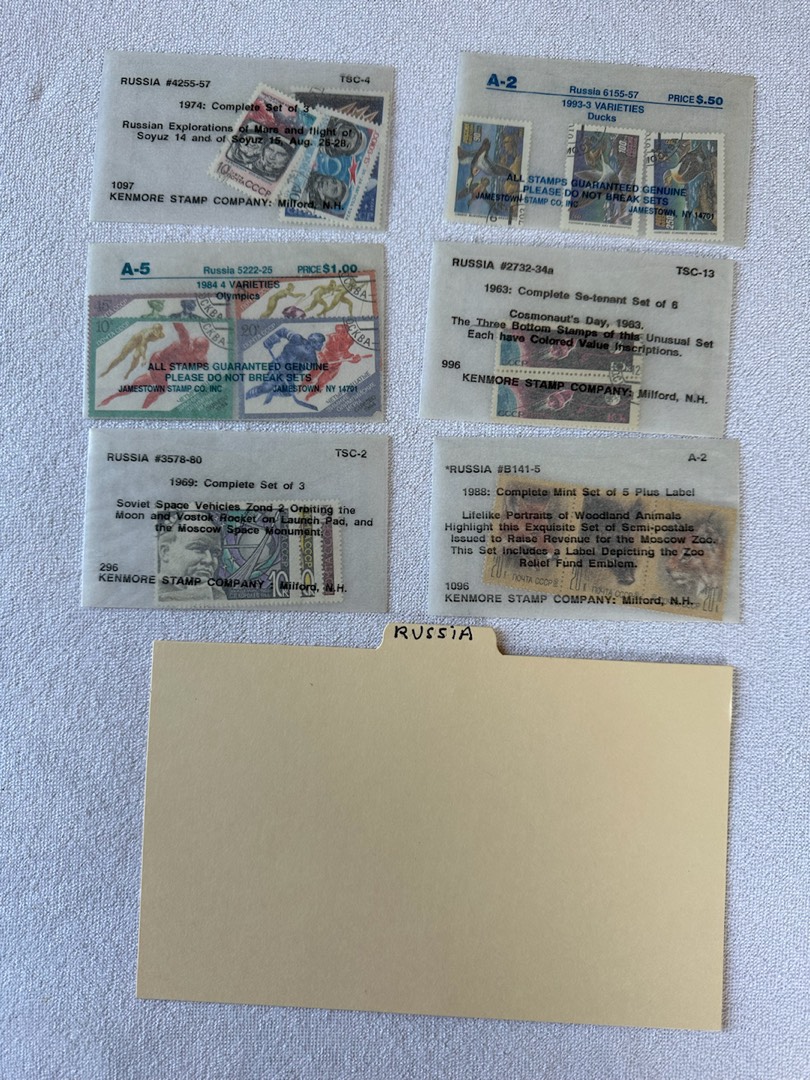 RUSSIA #4255-57 TSC-4
1974: Complete Set of 3
Russian Explorations of Mars and flight of
Soyuz 14 and of Soyuz 15, Aug. 26-28.
1097
KENMORE STAMP COMPANY: Milford, N.H.
A-2 Russia 6155-57 PRICE $.50
1993-3 VARIETIES
Ducks
ALL STAMPS GUARANTEED GENUINE
PLEASE DO NOT BREAK SETS
JAMESTOWN STAMP CO. INC JAMESTOWN, NY 14701
A-5 Russia 5222-25 PRICE $1.00
1984 4 VARIETIES
Olympics
ALL STAMPS GUARANTEED GENUINE
PLEASE DO NOT BREAK SETS
JAMESTOWN STAMP CO. INC JAMESTOWN, NY 14701
RUSSIA #2732-34a TSC-13
1963: Complete Se-tenant Set of 6
Cosmonaut's Day, 1963.
The Three Bottom Stamps of this Unusual Set
Each have Colored Value Inscriptions.
996
KENMORE STAMP COMPANY: Milford, N.H.
RUSSIA #3578-80 TSC-2
1969: Complete Set of 3
Soviet Space Vehicles Zond 2 Orbiting the
Moon and Vostok Rocket on Launch Pad, and
the Moscow Space Monument.
296
KENMORE STAMP COMPANY: Milford, N.H.
*RUSSIA #B141-5 A-2
1988: Complete Mint Set of 5 Plus Label
Lifelike Portraits of Woodland Animals
Highlight this Exquisite Set of Semi-postals
Issued to Raise Revenue for the Moscow Zoo.
This Set Includes a Label Depicting the Zoo
Relief Fund Emblem.
1096
KENMORE STAMP COMPANY: Milford, N.H.
RUSSIA